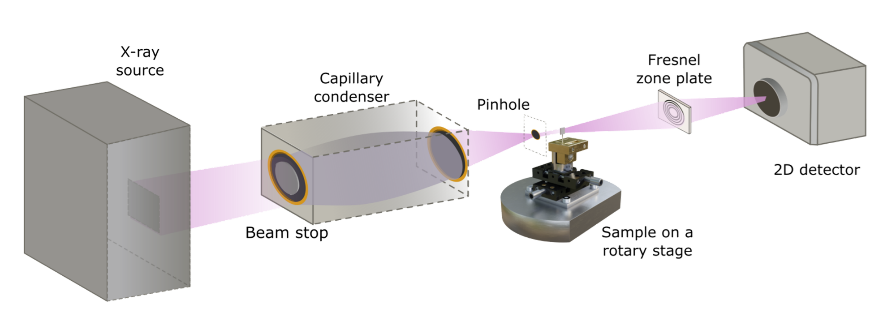 X-ray
source
Capillary
condenser
Pinhole
Fresnel
zone plate
2D detector
Beam stop
Sample on a
rotary stage